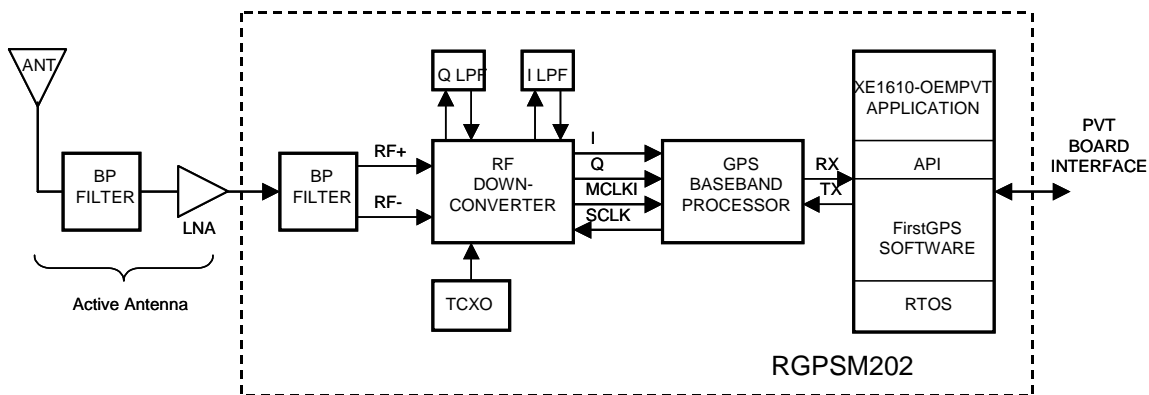 ANT
BP
FILTER
LNA
Active Antenna
BP
FILTER
RF+
RF-
Q LPF
I LPF
RF
DOWN-
CONVERTER
TCXO
I
Q
MCLKI
SCLK
GPS
BASEBAND
PROCESSOR
RX
TX
XE1610-OEMPVT
APPLICATION
API
FirstGPS
SOFTWARE
RTOS
PVT
BOARD
INTERFACE
RGPSM202